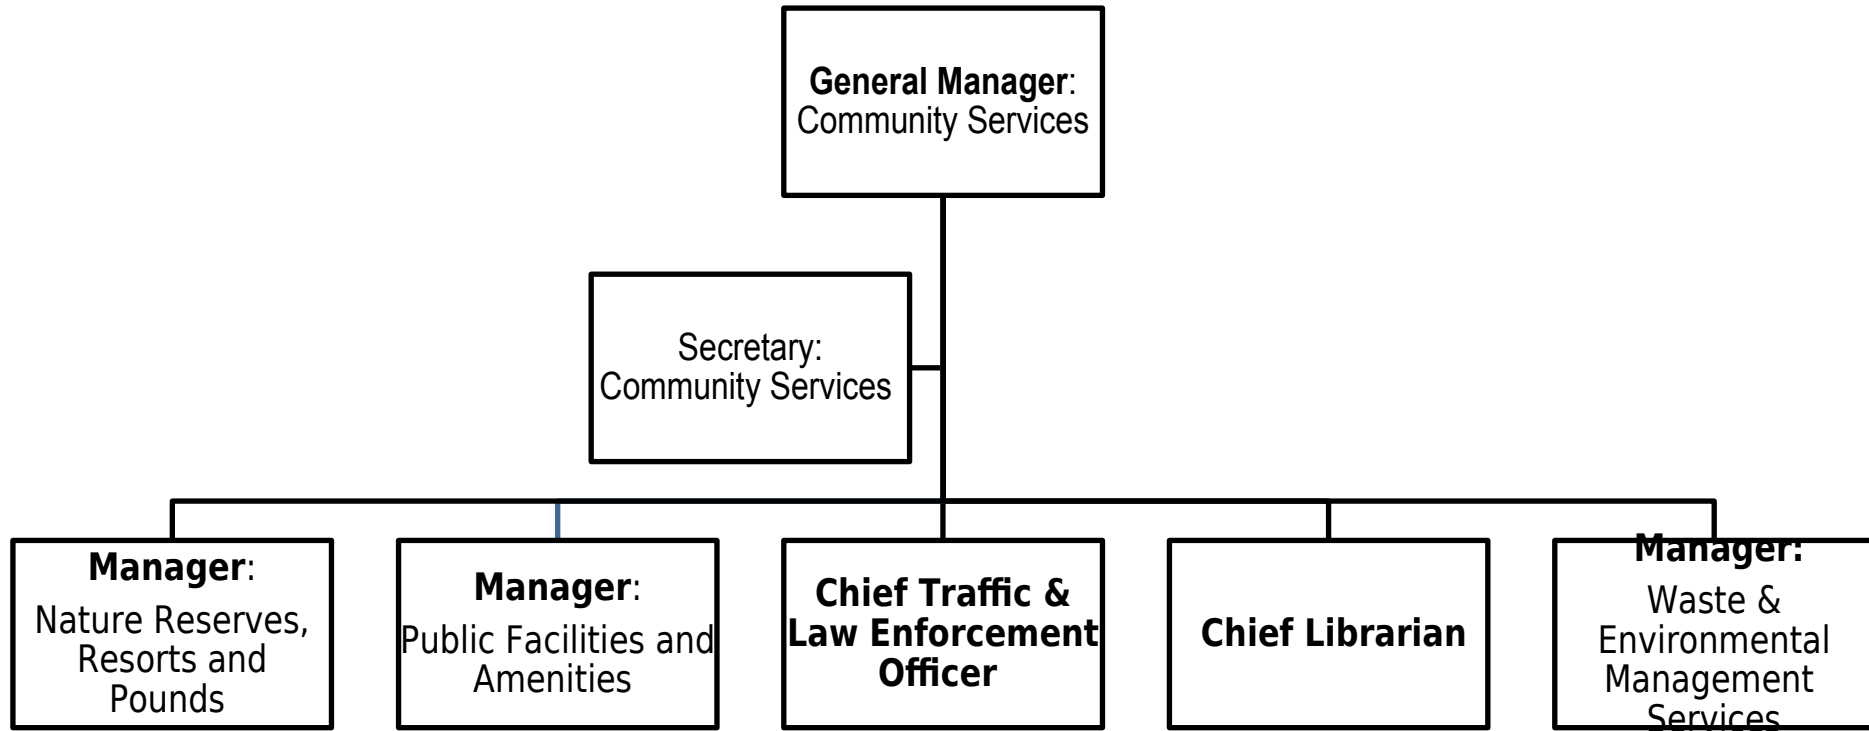 General Manager:
Community Services
Secretary:
Community Services
Manager:
Nature Reserves,
Resorts and
Pounds
Manager:
Public Facilities and
Amenities
Chief Traffic &
Law Enforcement
Officer
Chief Librarian
Manager:
Waste &
Environmental
Management
Services